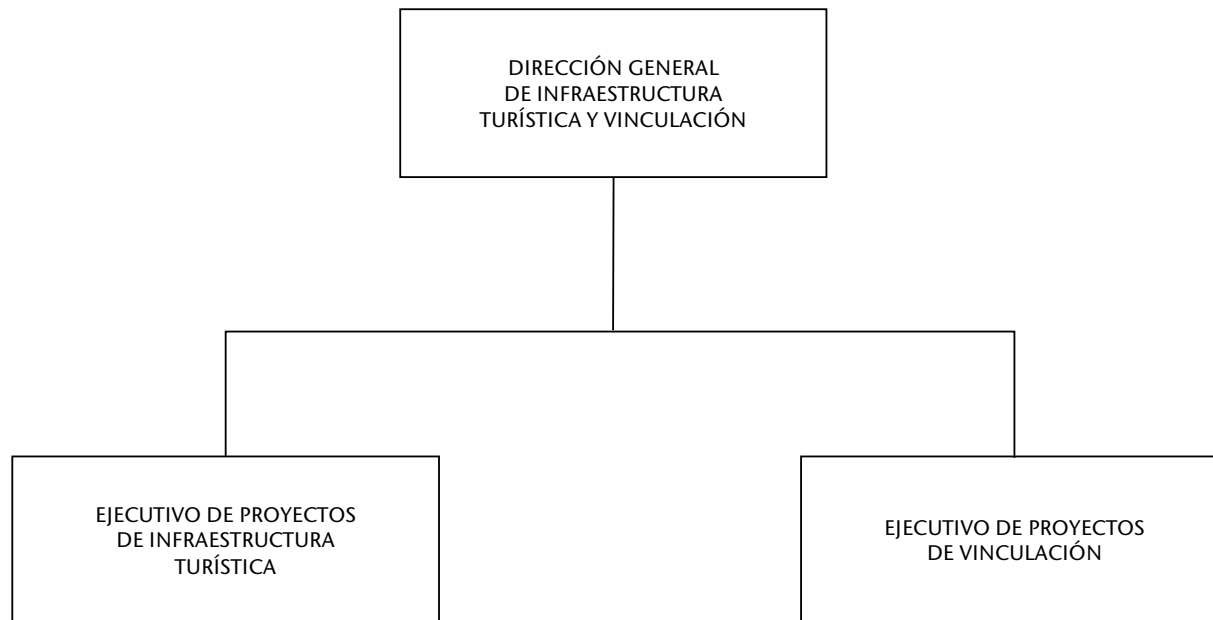 DIRECCIÓN GENERAL
DE INFRAESTRUCTURA
TURÍSTICA Y VINCULACIÓN
EJECUTIVO DE PROYECTOS
DE INFRAESTRUCTURA
TURÍSTICA
EJECUTIVO DE PROYECTOS
DE VINCULACIÓN